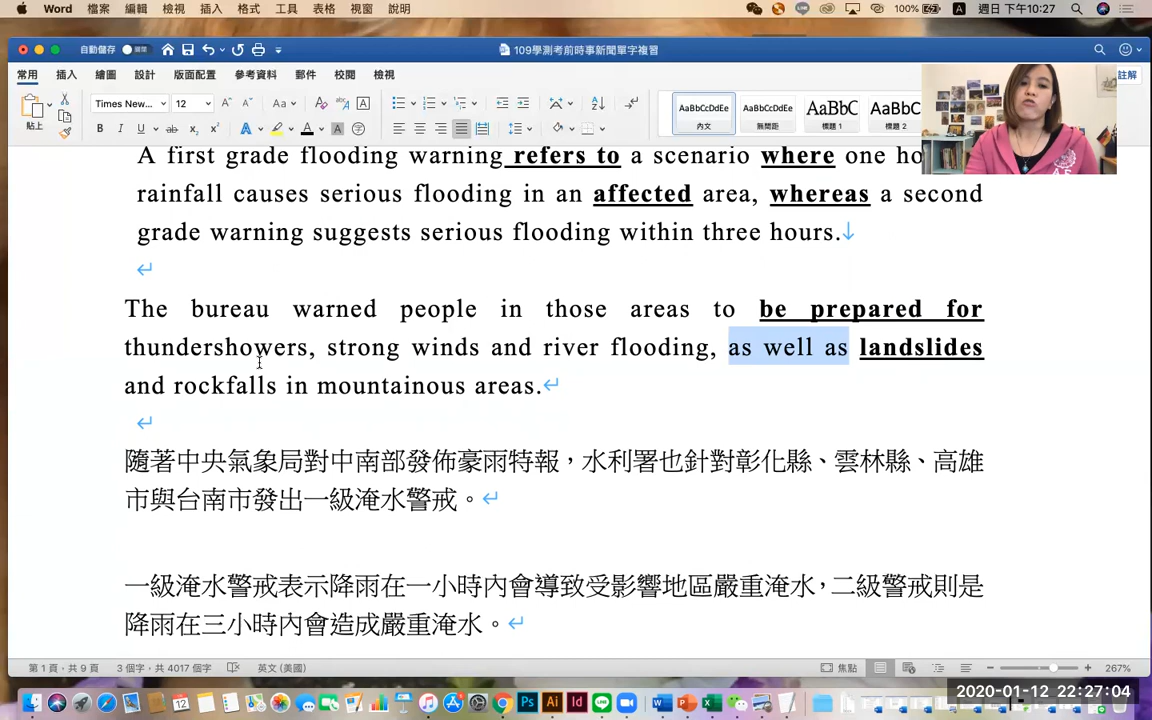 Word 檔案 編輯 檢視 插入 格式 工具 表格 視窗 說明 100% A 週日 下午10:27
自動儲存 109學測考前時事新聞單字複習
常用 插入 繪圖 設計 版面配置 參考資料 郵件 校閱 檢視 註解
貼上 Times New... 12 A A Aa A
B I U ab x₂ x² A A A
AaBbCcDdEe 內文 AaBbCcDdEe 無間距 AaBbC 標題 1 AaBbC 標題 2
A first grade flooding warning refers to a scenario where one ho
rainfall causes serious flooding in an affected area, whereas a second
grade warning suggests serious flooding within three hours.↓
The bureau warned people in those areas to be prepared for
thundershowers, strong winds and river flooding, as well as landslides
and rockfalls in mountainous areas.
隨著中央氣象局對中南部發佈豪雨特報，水利署也針對彰化縣、雲林縣、高雄
市與台南市發出一級淹水警戒。
一級淹水警戒表示降雨在一小時內會導致受影響地區嚴重淹水，二級警戒則是
降雨在三小時內會造成嚴重淹水。
第 1 頁，共 9 頁 3 個字，共 4017 個字 英文 (美國) 焦點 267%
2020-01-12 22:27:04